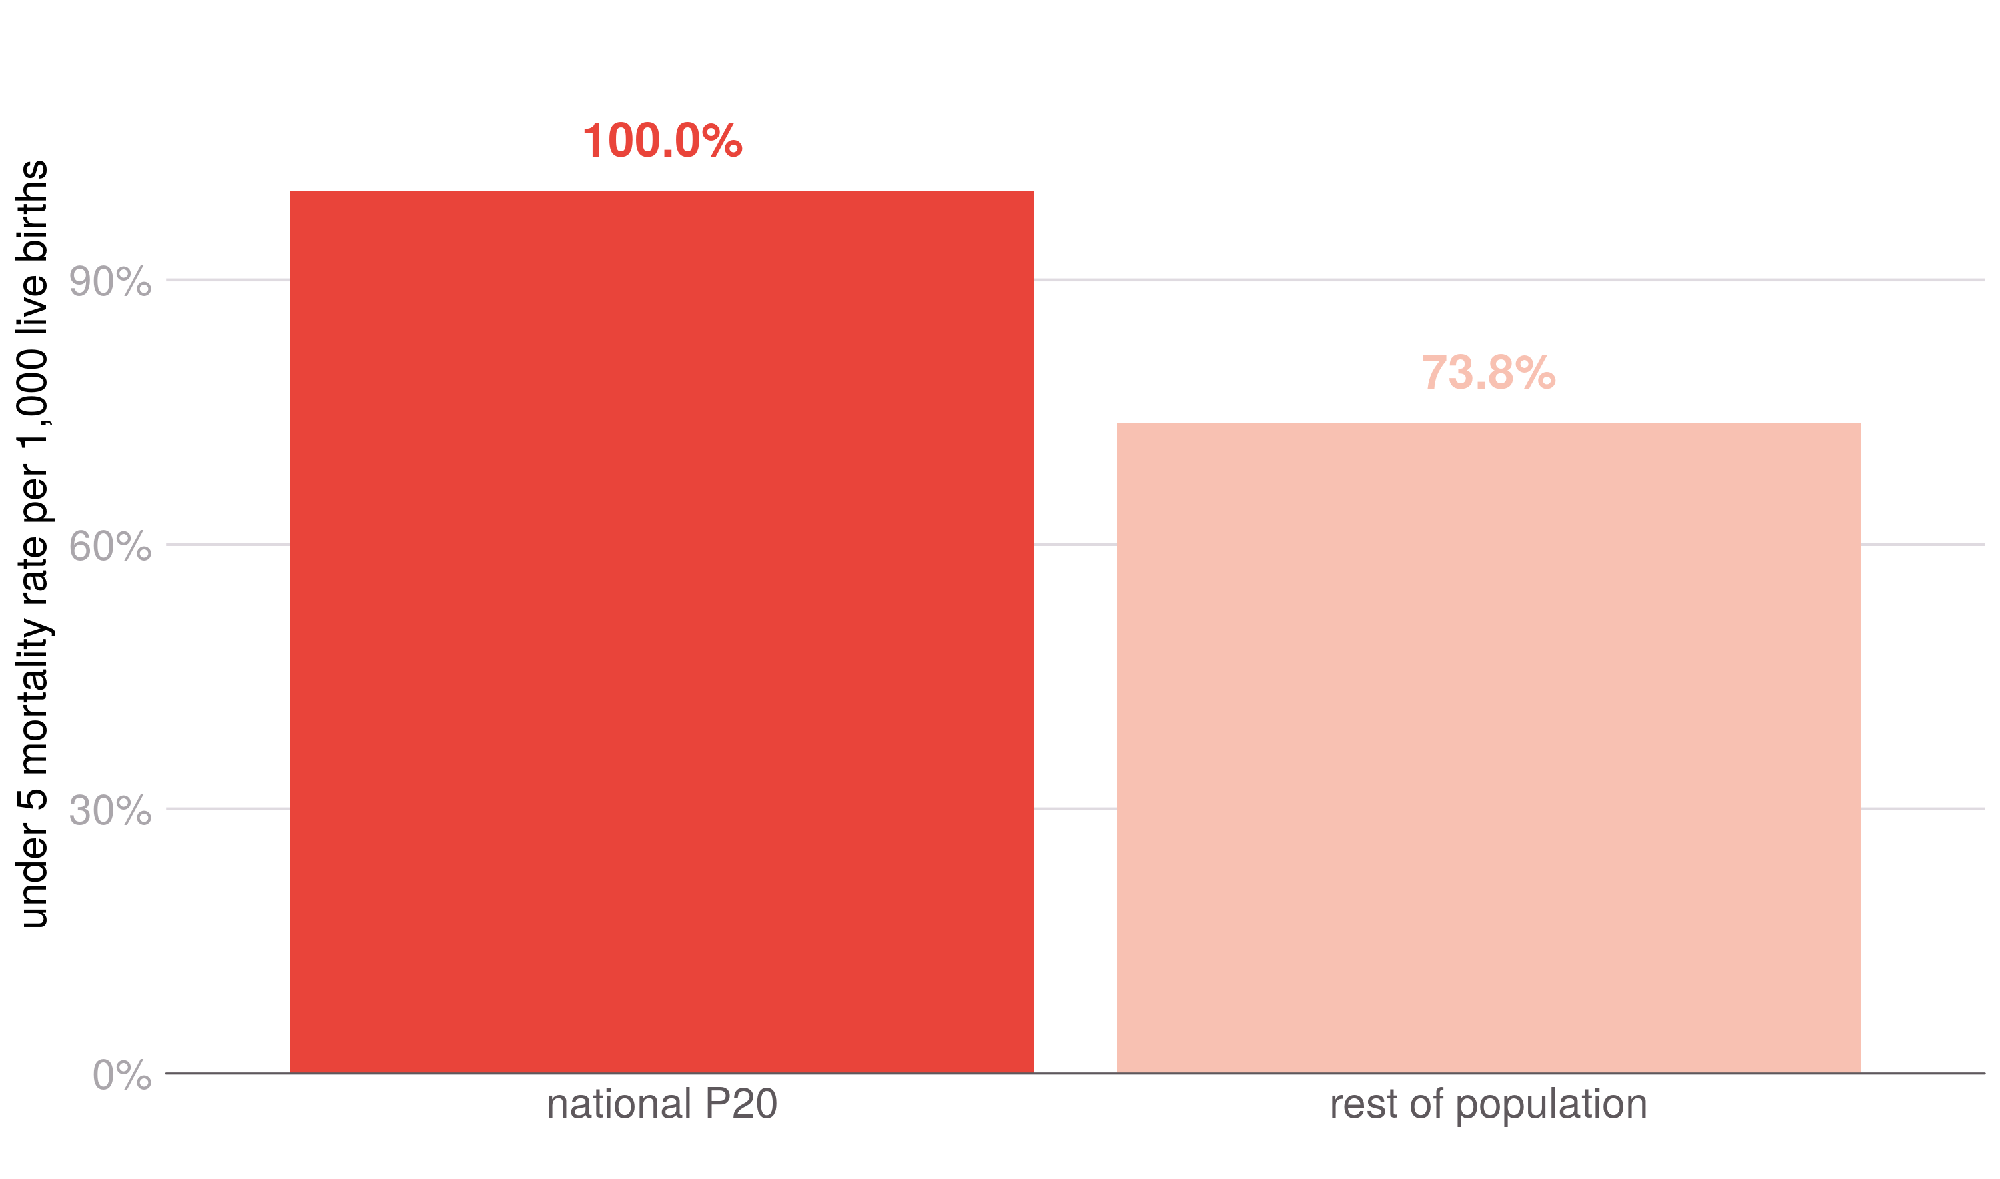 under 5 mortality rate per 1,000 live births
100.0%
90%
73.8%
60%
30%
0%
national P20
rest of population